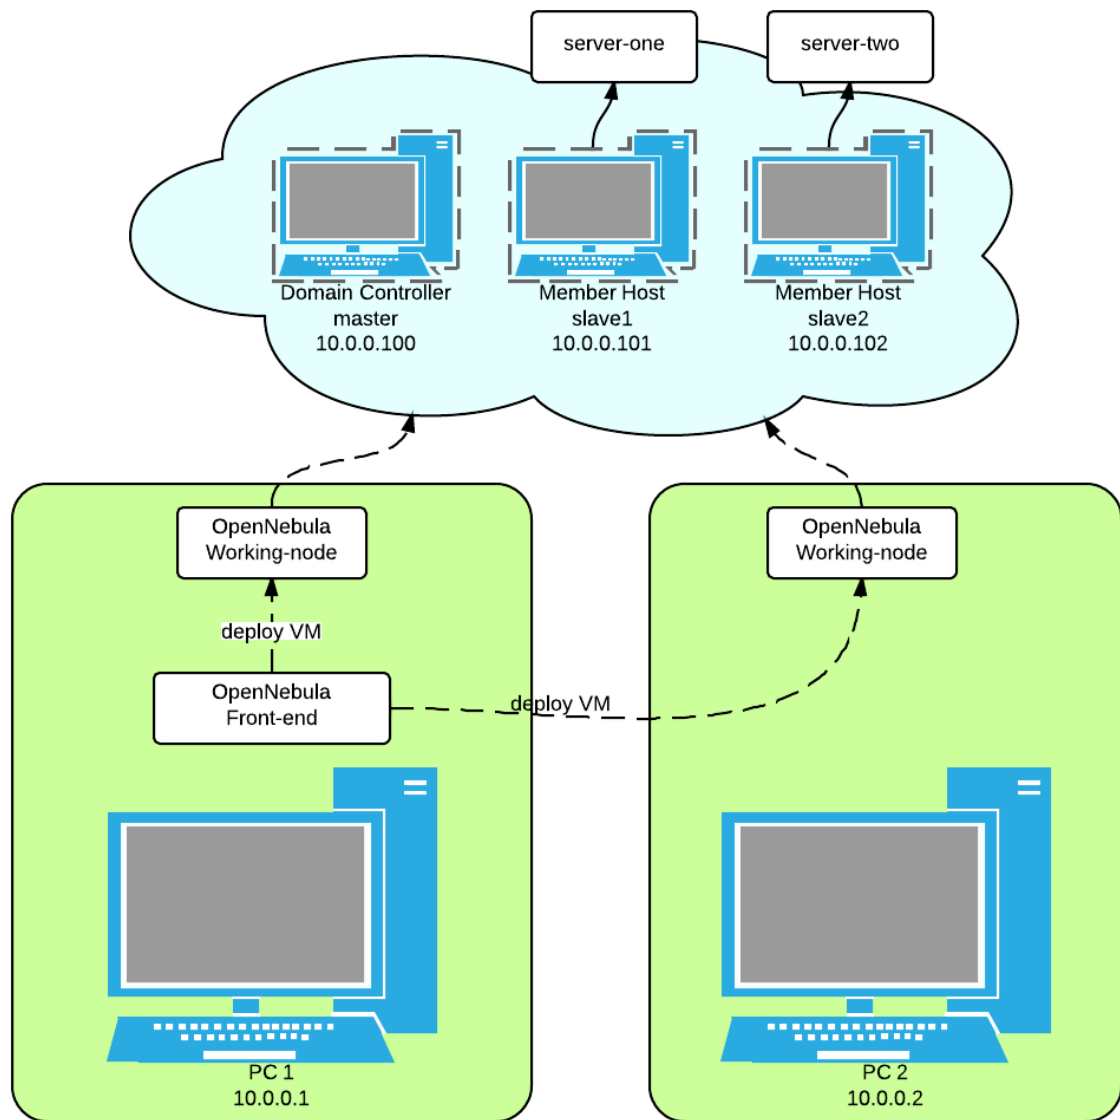 server-one
server-two
Domain Controller
master
10.0.0.100
Member Host
slave1
10.0.0.101
Member Host
slave2
10.0.0.102
OpenNebula
Working-node
OpenNebula
Working-node
deploy VM
OpenNebula
Front-end
deploy VM
PC 1
10.0.0.1
PC 2
10.0.0.2